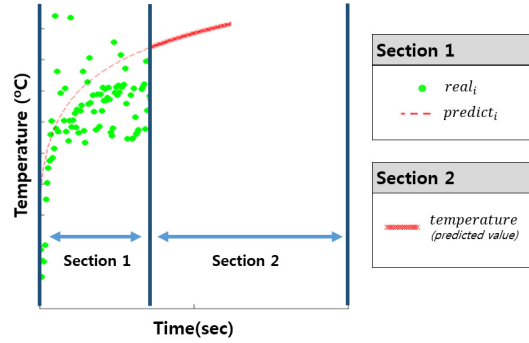 Temperature (℃)
Section 1
Section 2
Time(sec)
Section 1
real_i
predict_i
Section 2
temperature
(predicted value)